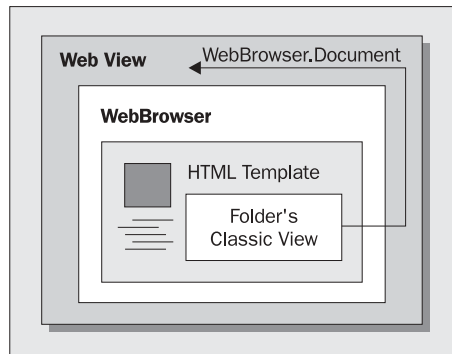 Web View
WebBrowser.Document
WebBrowser
HTML Template
Folder's
Classic View